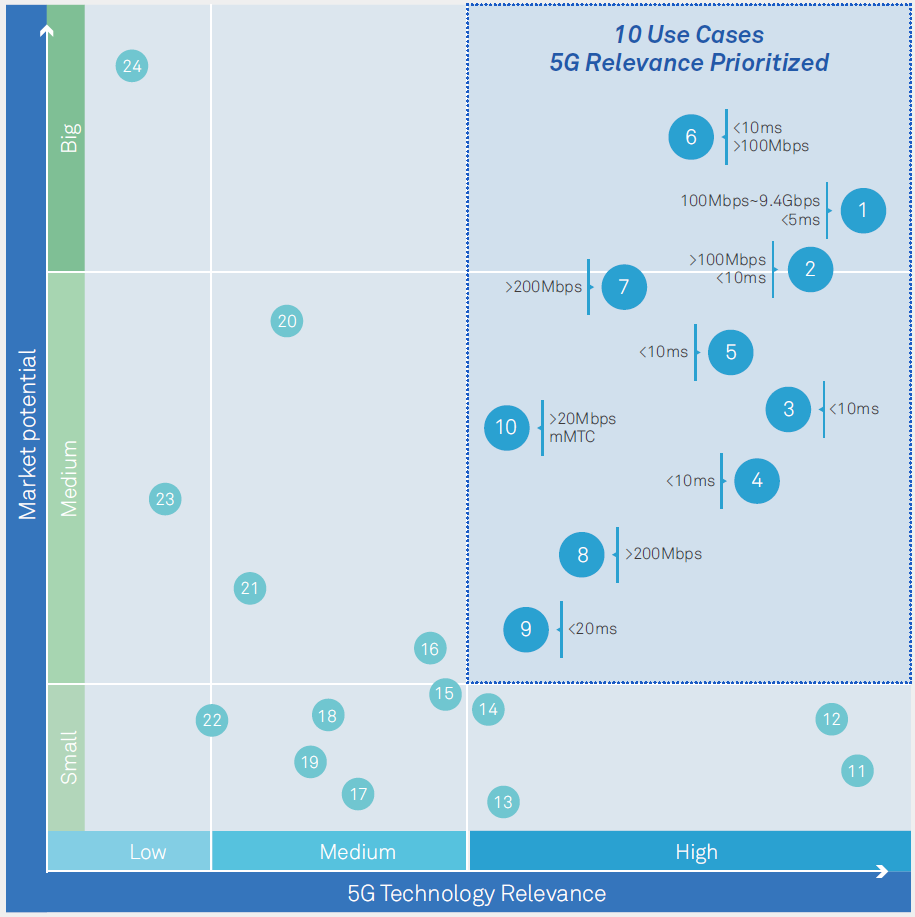 10 Use Cases
5G Relevance Prioritized
24
Big
6
<10ms
>100Mbps
100Mbps~9.4Gbps
<5ms
1
>100Mbps
<10ms
2
>200Mbps
7
20
<10ms
5
3
<10ms
10
>20Mbps
mMTC
Market potential
Medium
23
<10ms
4
8
>200Mbps
21
9
<20ms
16
15
14
22
18
12
Small
19
11
17
13
Low
Medium
High
5G Technology Relevance